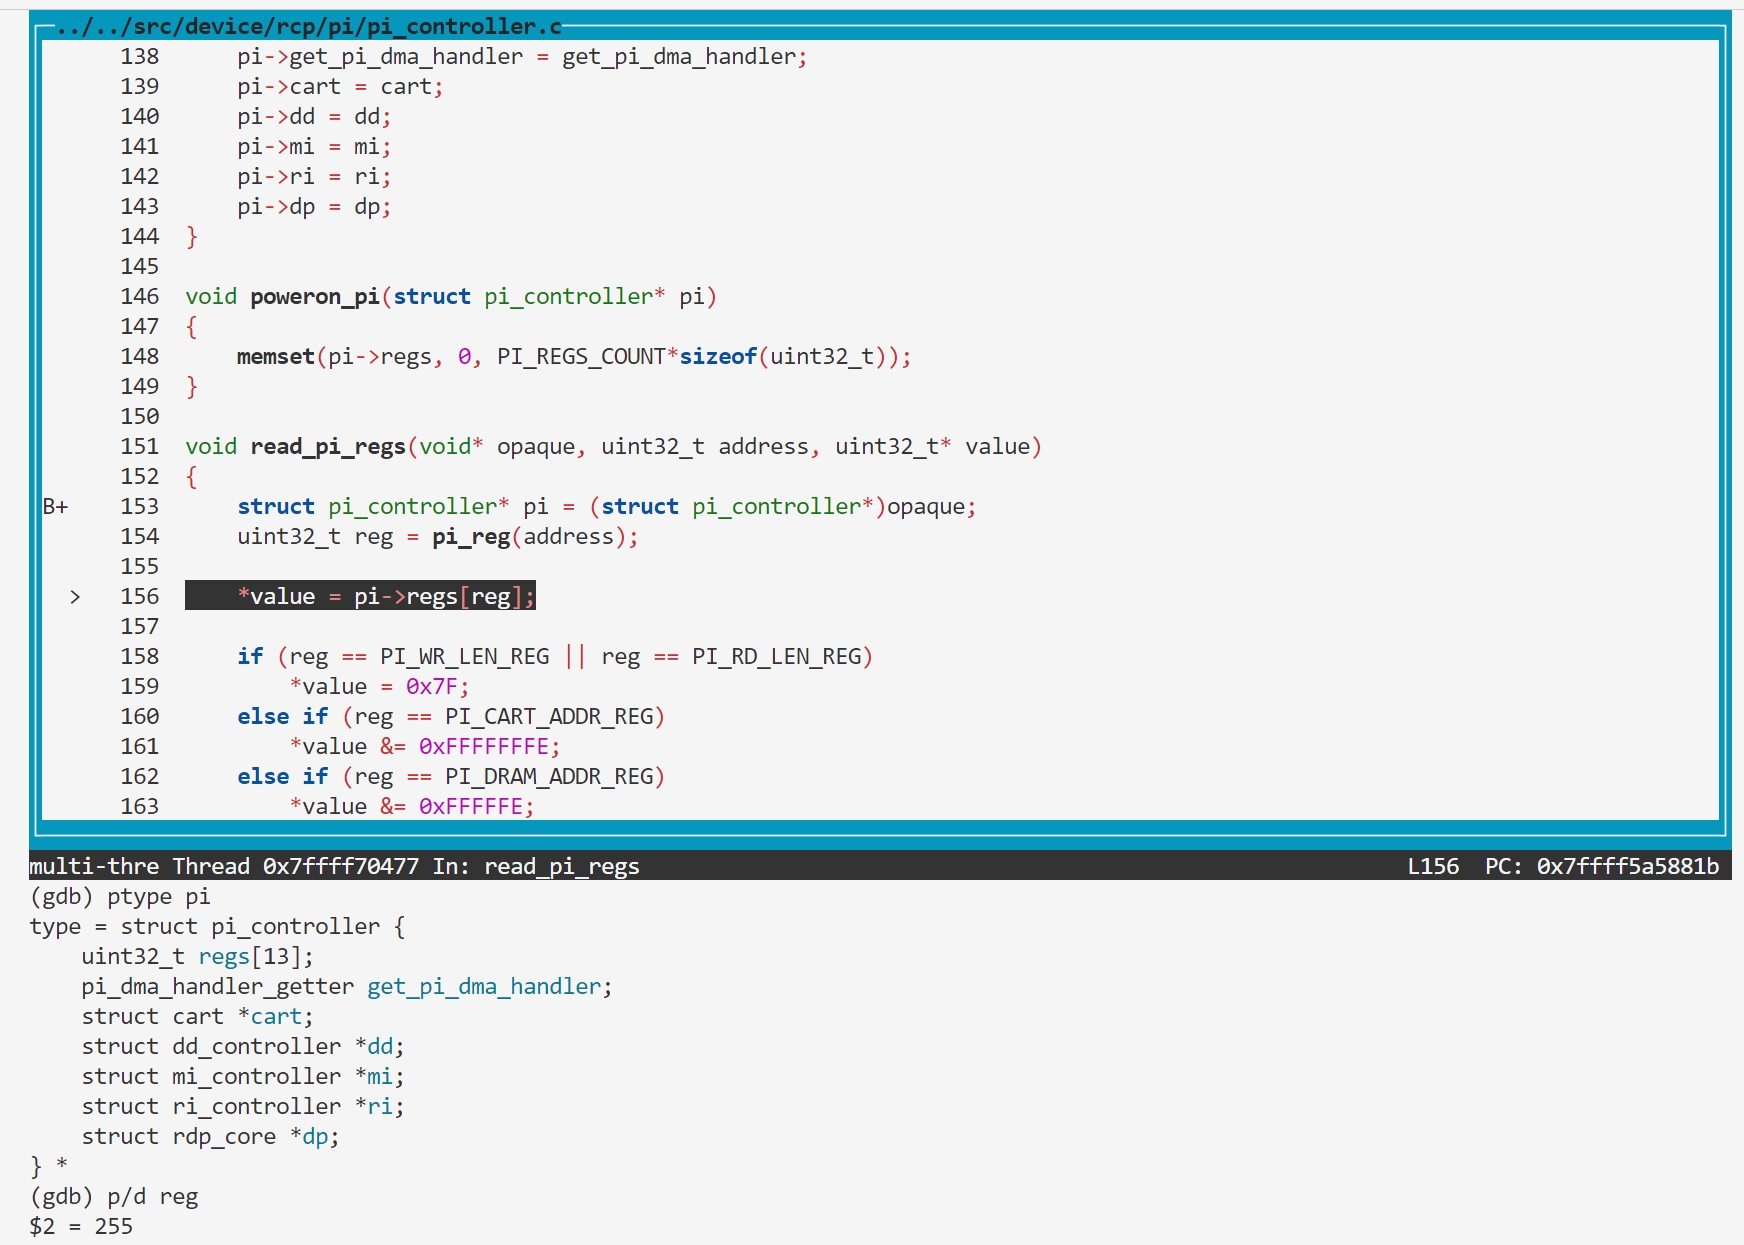 ../../src/device/rcp/pi/pi_controller.c
138      pi->get_pi_dma_handler = get_pi_dma_handler;
139      pi->cart = cart;
140      pi->dd = dd;
141      pi->mi = mi;
142      pi->ri = ri;
143      pi->dp = dp;
144  }
145
146  void poweron_pi(struct pi_controller* pi)
147  {
148      memset(pi->regs, 0, PI_REGS_COUNT*sizeof(uint32_t));
149  }
150
151  void read_pi_regs(void* opaque, uint32_t address, uint32_t* value)
152  {
B+    153      struct pi_controller* pi = (struct pi_controller*)opaque;
154      uint32_t reg = pi_reg(address);
155
>   156      *value = pi->regs[reg];
157
158      if (reg == PI_WR_LEN_REG || reg == PI_RD_LEN_REG)
159          *value = 0x7F;
160      else if (reg == PI_CART_ADDR_REG)
161          *value &= 0xFFFFFFFE;
162      else if (reg == PI_DRAM_ADDR_REG)
163          *value &= 0xFFFFFE;
multi-thre Thread 0x7ffff70477 In: read_pi_regs    L156  PC: 0x7ffff5a5881b
(gdb) ptype pi
type = struct pi_controller {
    uint32_t regs[13];
    pi_dma_handler_getter get_pi_dma_handler;
    struct cart *cart;
    struct dd_controller *dd;
    struct mi_controller *mi;
    struct ri_controller *ri;
    struct rdp_core *dp;
} *
(gdb) p/d reg
$2 = 255